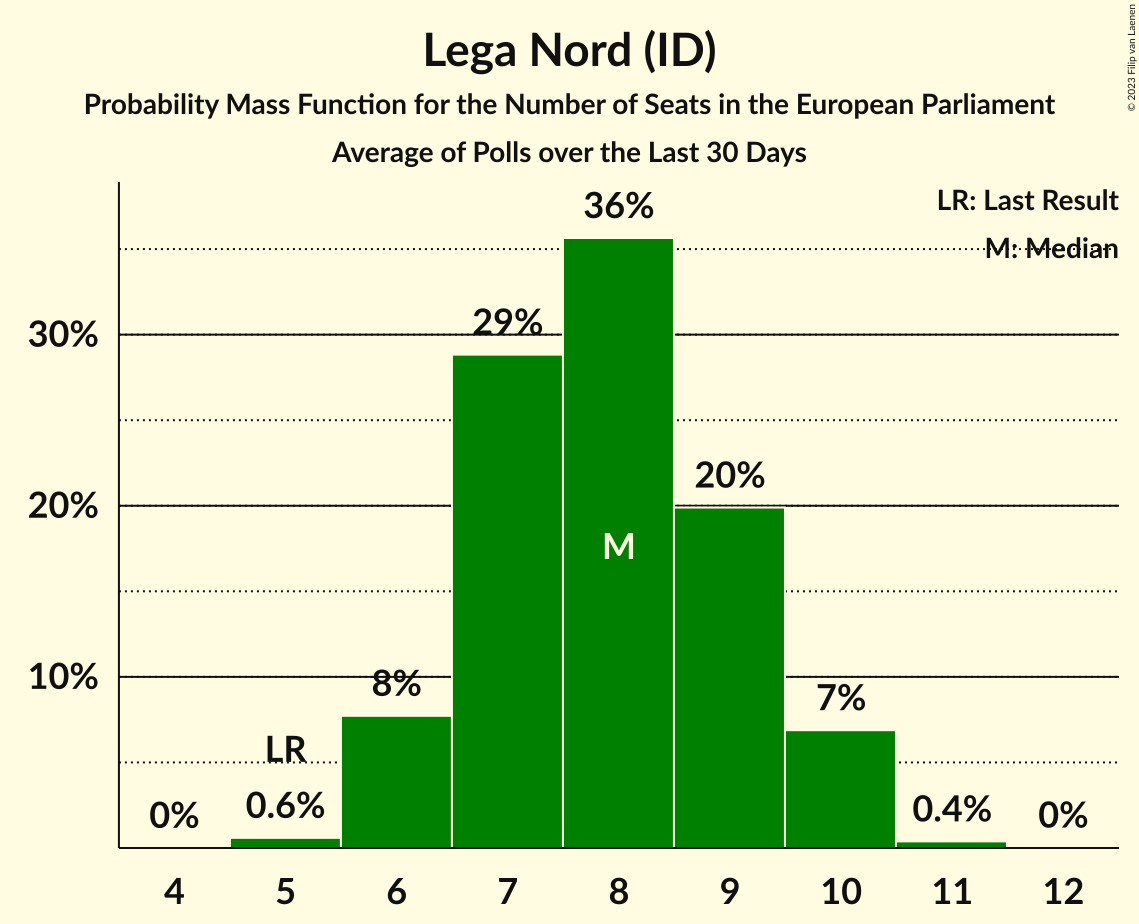 Lega Nord (ID)
Probability Mass Function for the Number of Seats in the European Parliament
Average of Polls over the Last 30 Days
© 2023 Filip van Laenen
LR: Last Result
M: Median
36%
29%
30%
20%
20%
M
10%
8%
7%
LR
0%
0.6%
0.4%
0%
4 5 6 7 8 9 10 11 12